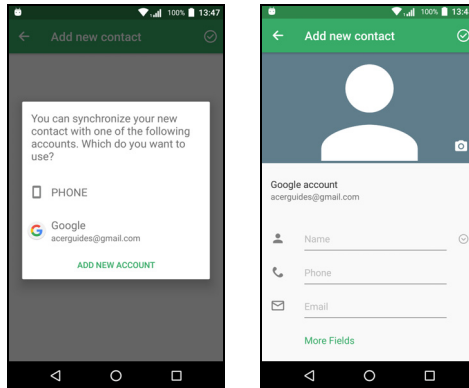 100% 13:47
Add new contact
You can synchronize your new
contact with one of the following
accounts. Which do you want to
use?
PHONE
Google
acerguides@gmail.com
ADD NEW ACCOUNT
100% 13:4
Add new contact
Google account
acerguides@gmail.com
Name
Phone
Email
More Fields